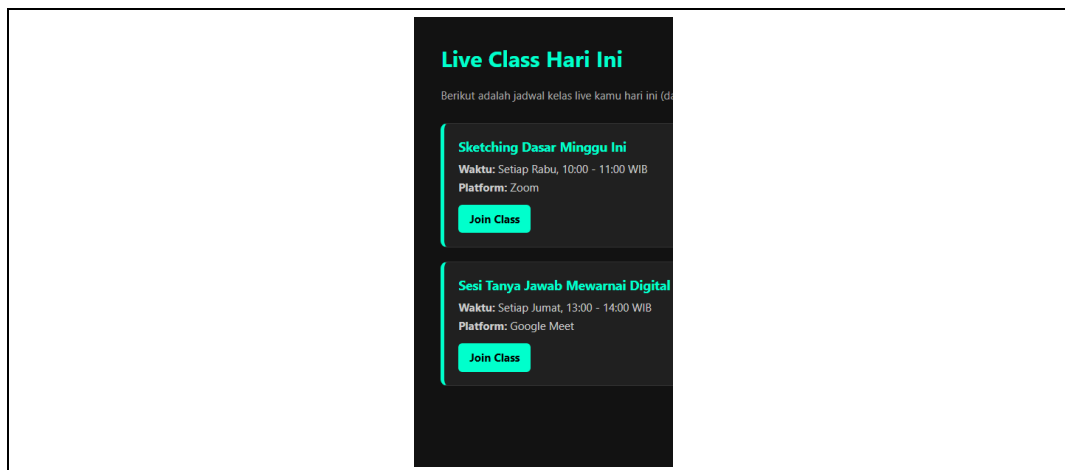 Live Class Hari Ini
Berikut adalah jadwal kelas live kamu hari ini
Sketching Dasar Minggu Ini
Waktu: Setiap Rabu, 10:00 - 11:00 WIB
Platform: Zoom
Join Class
Sesi Tanya Jawab Mewarnai Digital
Waktu: Setiap Jumat, 13:00 - 14:00 WIB
Platform: Google Meet
Join Class